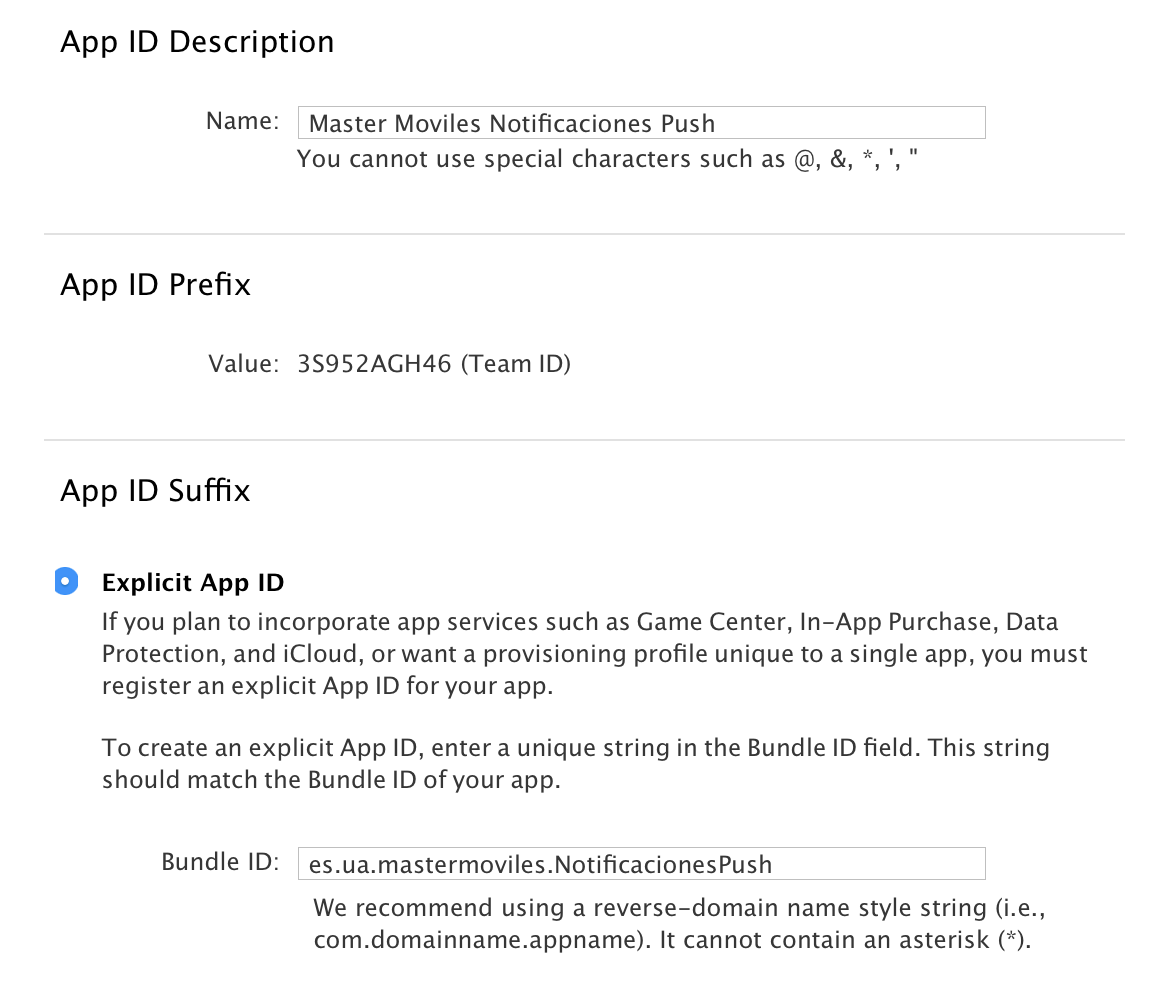 App ID Description
Name: Master Moviles Notificaciones Push
You cannot use special characters such as @, &, *, ', "
App ID Prefix
Value: 3S952AGH46 (Team ID)
App ID Suffix
Explicit App ID
If you plan to incorporate app services such as Game Center, In-App Purchase, Data
Protection, and iCloud, or want a provisioning profile unique to a single app, you must
register an explicit App ID for your app.
To create an explicit App ID, enter a unique string in the Bundle ID field. This string
should match the Bundle ID of your app.
Bundle ID: es.ua.mastermoviles.NotificacionesPush
We recommend using a reverse-domain name style string (i.e.,
com.domainname.appname). It cannot contain an asterisk (*).